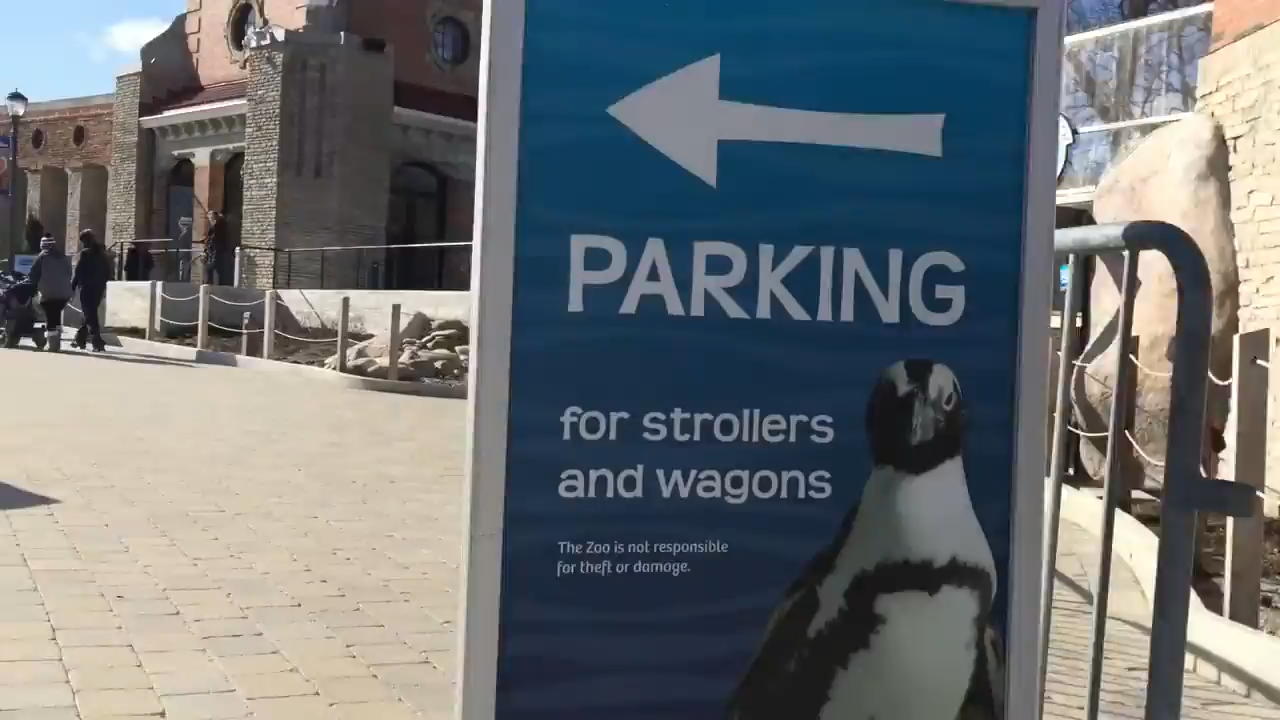 PARKING
for strollers
and wagons
The Zoo is not responsible
for theft or damage.